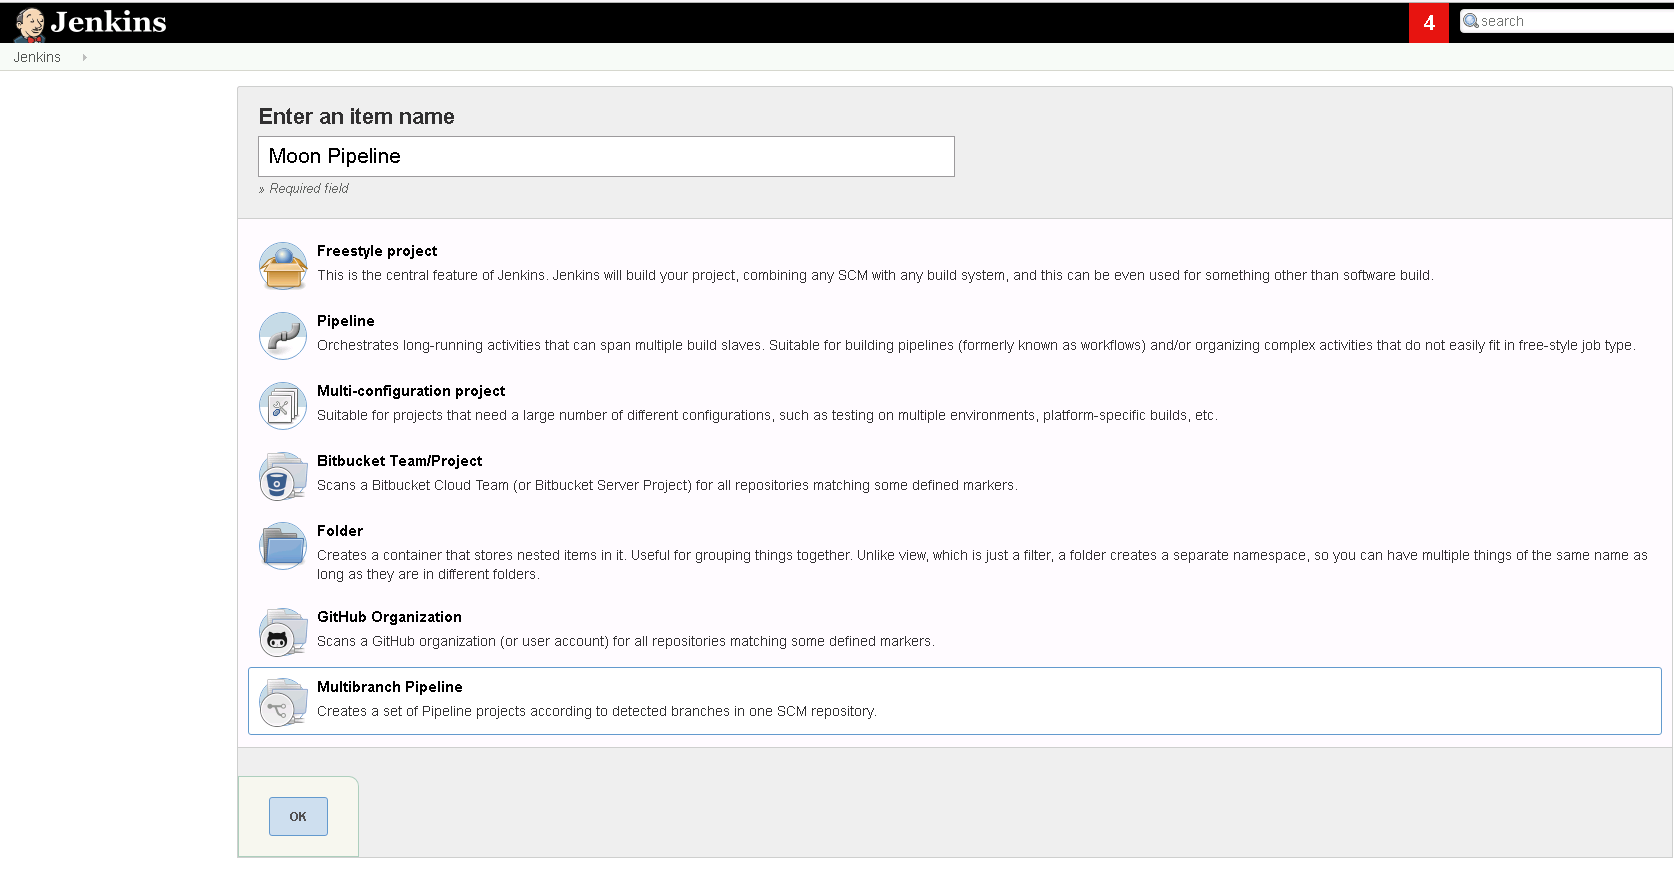 Jenkins
4
search
Jenkins
Enter an item name
Moon Pipeline
» Required field
Freestyle project
This is the central feature of Jenkins. Jenkins will build your project, combining any SCM with any build system, and this can be even used for something other than software build.
Pipeline
Orchestrates long-running activities that can span multiple build slaves. Suitable for building pipelines (formerly known as workflows) and/or organizing complex activities that do not easily fit in free-style job type.
Multi-configuration project
Suitable for projects that need a large number of different configurations, such as testing on multiple environments, platform-specific builds, etc.
Bitbucket Team/Project
Scans a Bitbucket Cloud Team (or Bitbucket Server Project) for all repositories matching some defined markers.
Folder
Creates a container that stores nested items in it. Useful for grouping things together. Unlike view, which is just a filter, a folder creates a separate namespace, so you can have multiple things of the same name as
long as they are in different folders.
GitHub Organization
Scans a GitHub organization (or user account) for all repositories matching some defined markers.
Multibranch Pipeline
Creates a set of Pipeline projects according to detected branches in one SCM repository.
OK